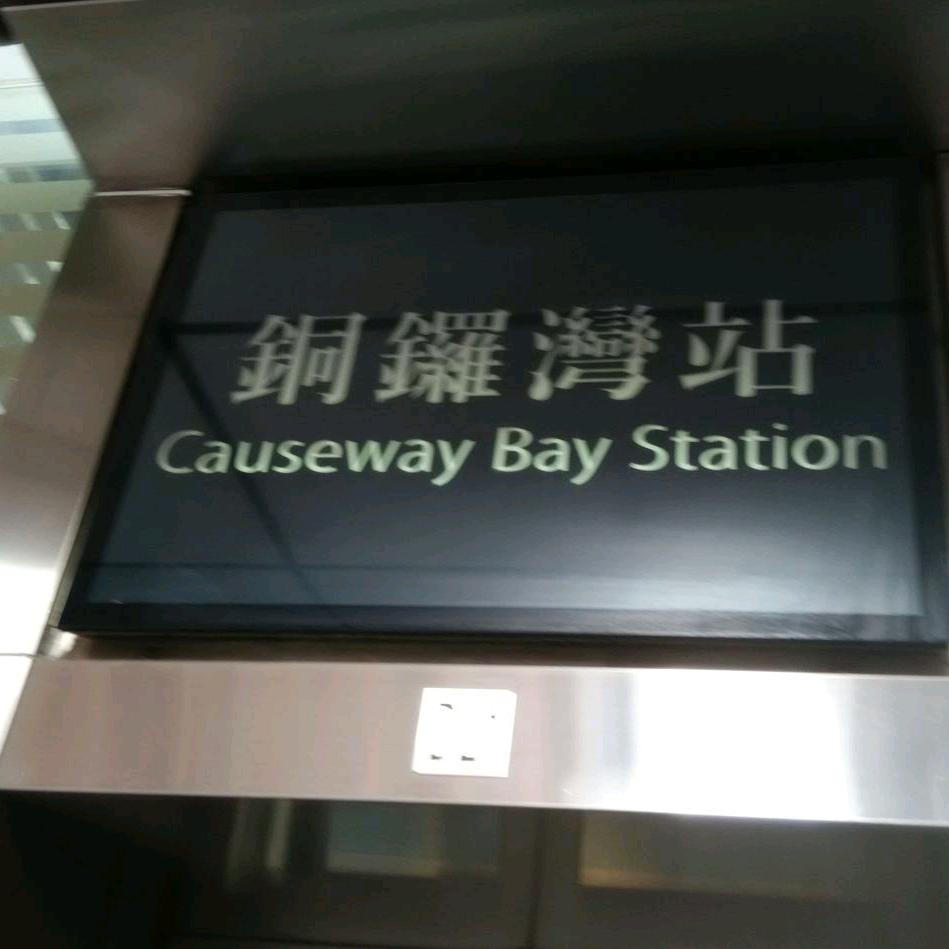 銅鑼灣站
Causeway Bay Station